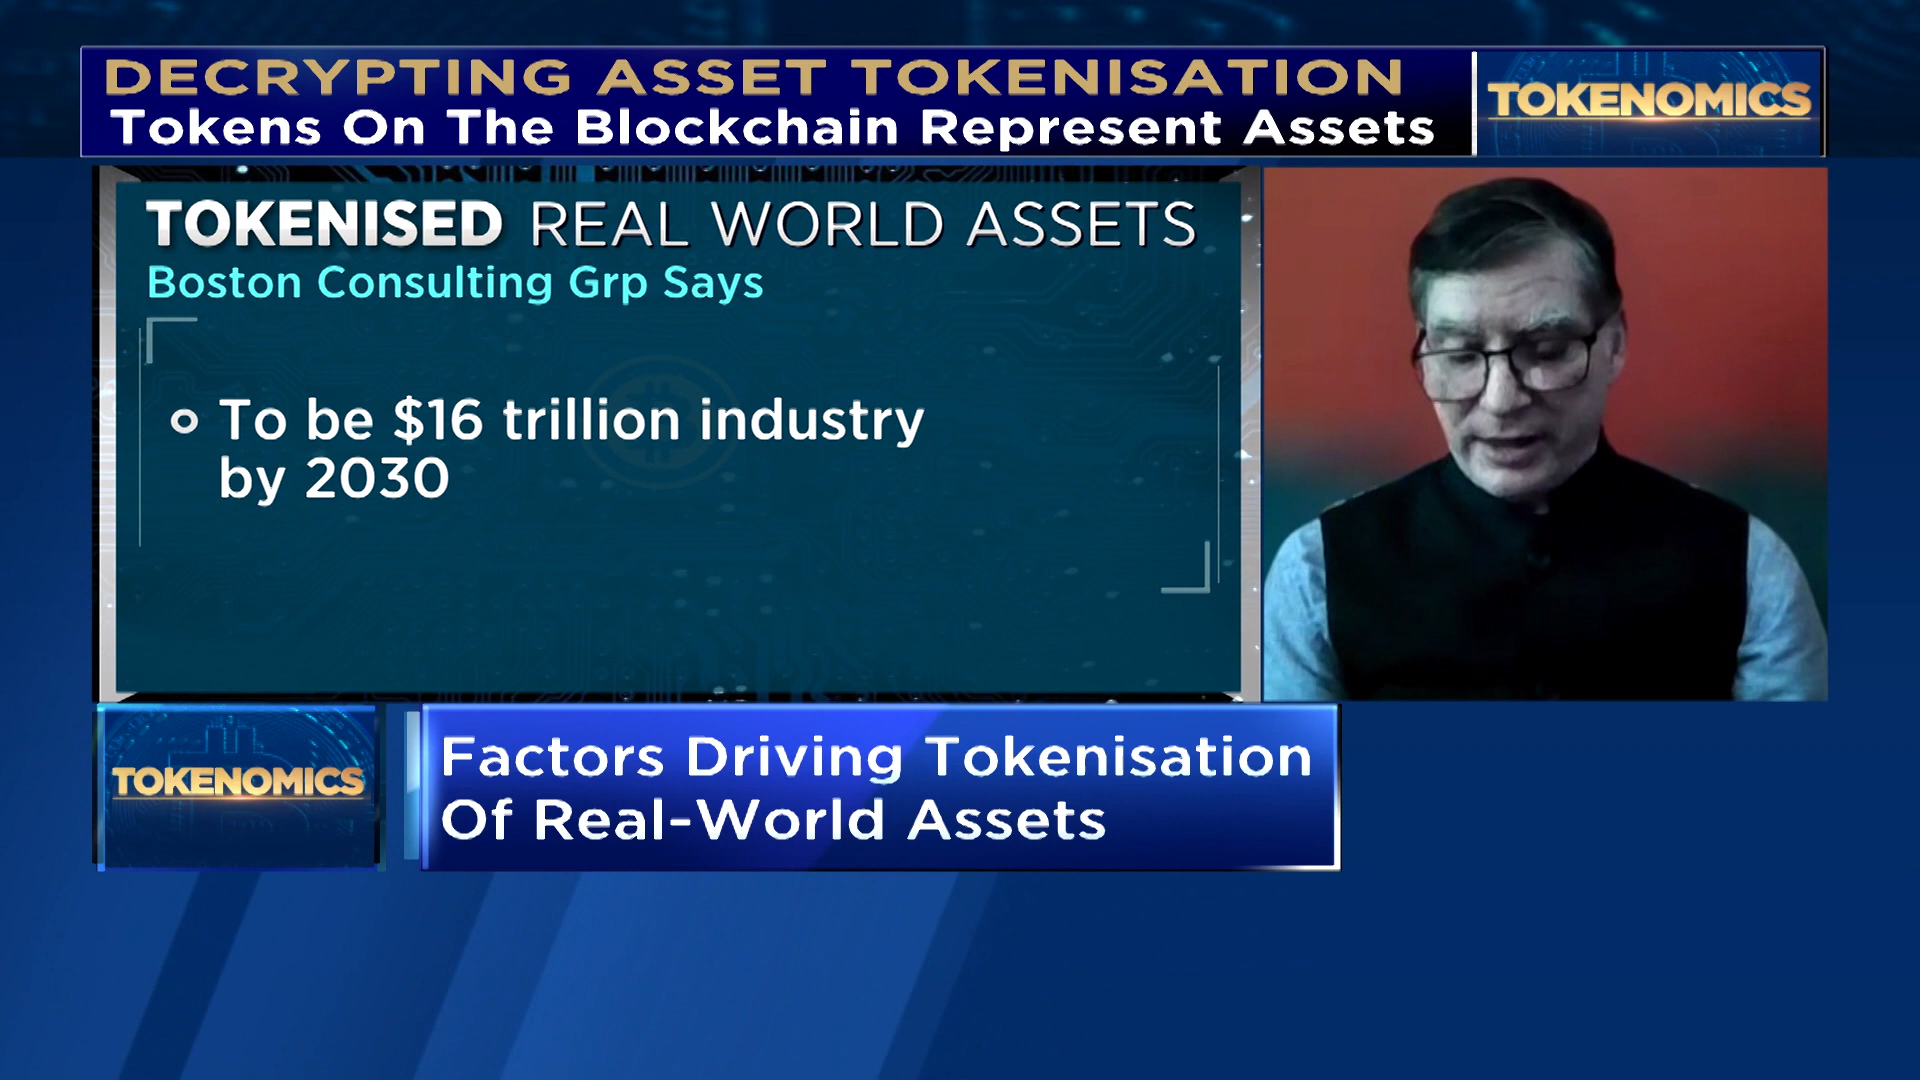 DECRYPTING ASSET TOKENISATION
Tokens On The Blockchain Represent Assets
TOKENOMICS
TOKENISED REAL WORLD ASSETS
Boston Consulting Grp Says
To be $16 trillion industry
by 2030
TOKENOMICS
Factors Driving Tokenisation
Of Real-World Assets